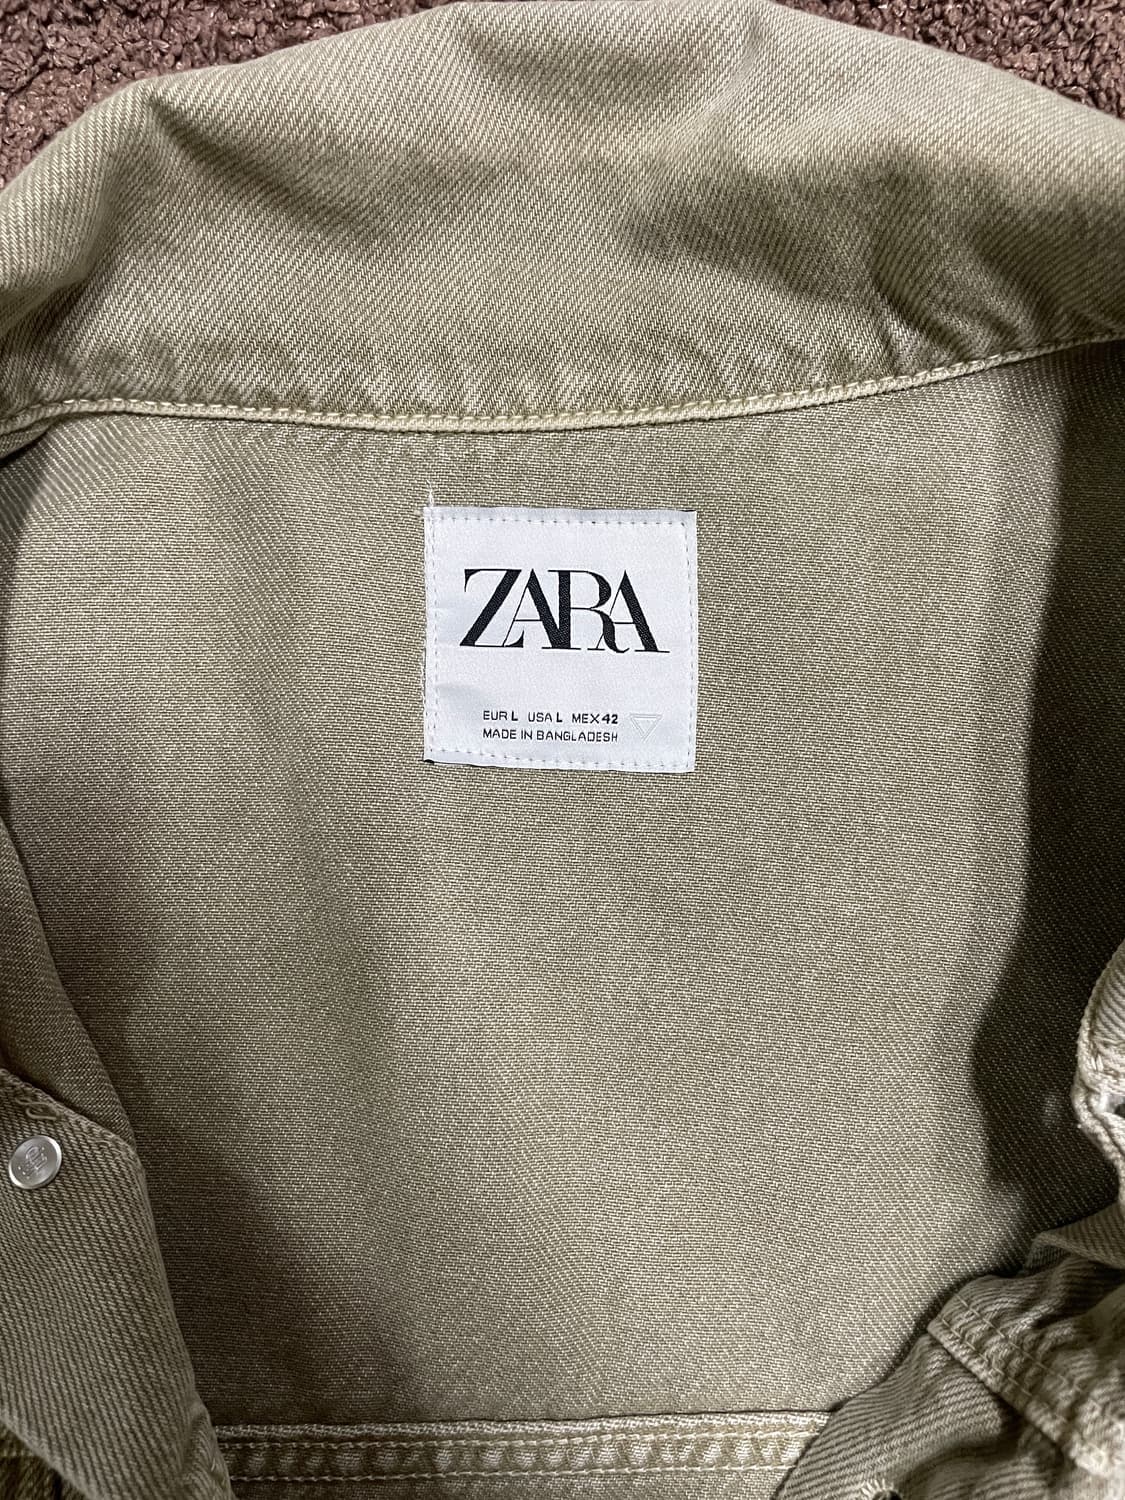 ZARA
EUR L USA L MEX 42
MADE IN BANGLADESH